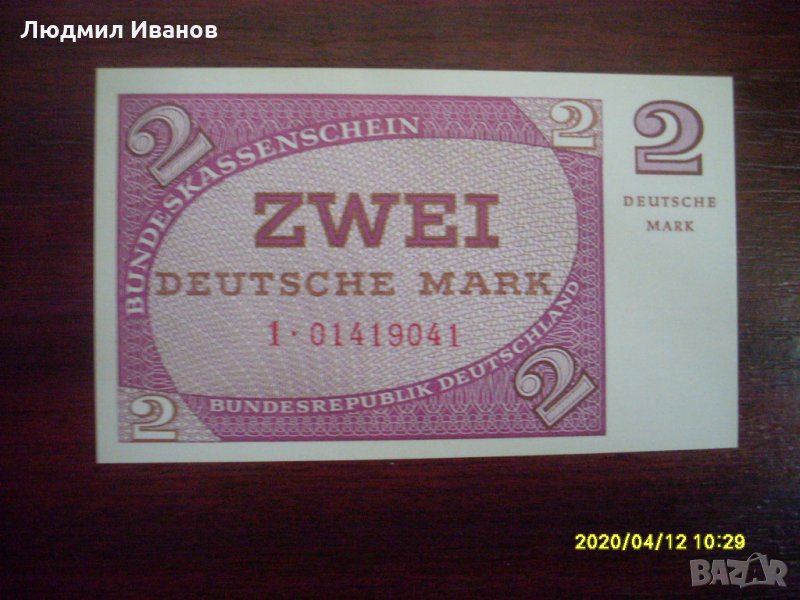 Людмил Иванов
2 2 2
BUNDESKASSENSCHEIN
DEUTSCHE
MARK
ZWEI
DEUTSCHE MARK
1·01419041
BUNDESREPUBLIK DEUTSCHLAND
2 2
2020/04/12 10:29
BAZAR